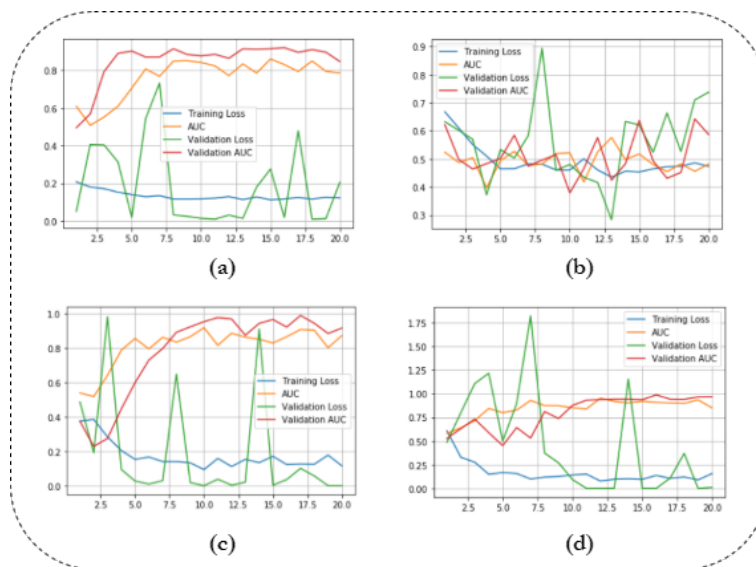 0.8
0.6
0.4
0.2
0.0
Training Loss
AUC
Validation Loss
Validation AUC
2.5 5.0 7.5 10.0 12.5 15.0 17.5 20.0
(a)
0.9
0.8
0.7
0.6
0.5
0.4
0.3
Training Loss
AUC
Validation Loss
Validation AUC
2.5 5.0 7.5 10.0 12.5 15.0 17.5 20.0
(b)
1.0
0.8
0.6
0.4
0.2
0.0
Training Loss
AUC
Validation Loss
Validation AUC
2.5 5.0 7.5 10.0 12.5 15.0 17.5 20.0
(c)
1.75
1.50
1.25
1.00
0.75
0.50
0.25
0.00
Training Loss
AUC
Validation Loss
Validation AUC
2.5 5.0 7.5 10.0 12.5 15.0 17.5 20.0
(d)